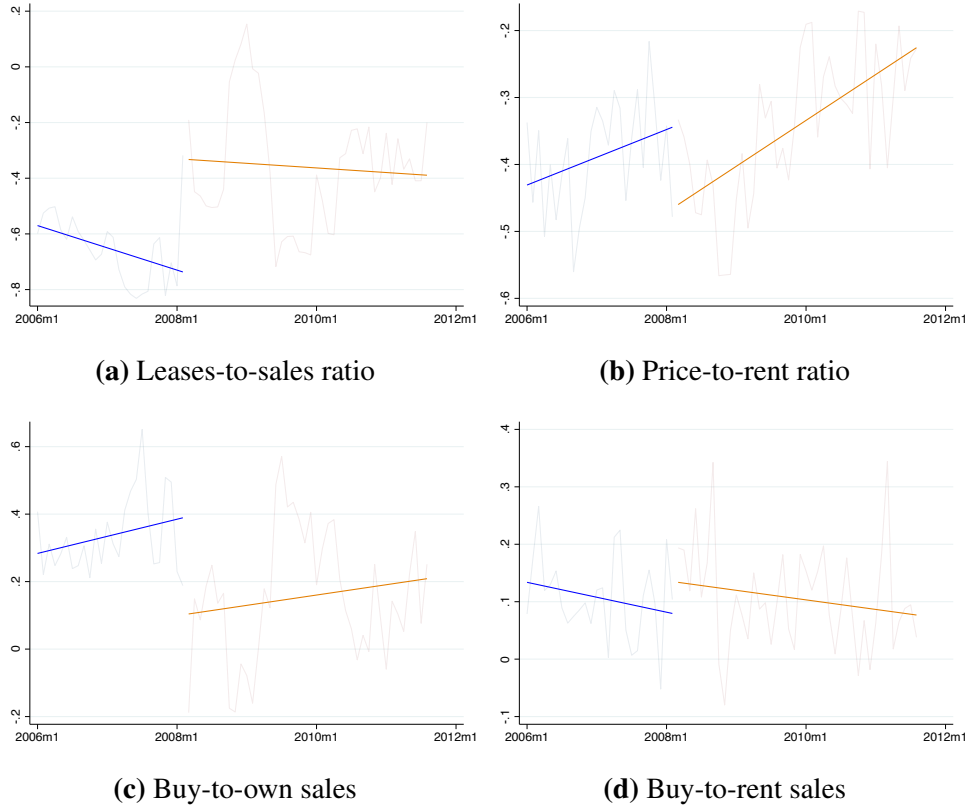 .2
0
-.2
-.4
-.6
-.8
2006m1 2008m1 2010m1 2012m1
(a) Leases-to-sales ratio
-.2
-.3
-.4
-.5
-.6
2006m1 2008m1 2010m1 2012m1
(b) Price-to-rent ratio
.6
.4
.2
0
-.2
2006m1 2008m1 2010m1 2012m1
(c) Buy-to-own sales
.4
.3
.2
.1
0
-.1
2006m1 2008m1 2010m1 2012m1
(d) Buy-to-rent sales